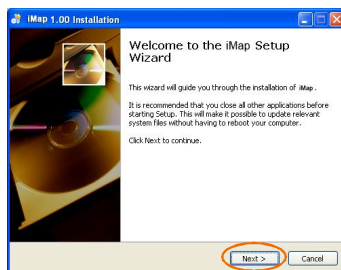 iMap 1.00 Installation
Welcome to the iMap Setup
Wizard
This wizard will guide you through the installation of iMap.
It is recommended that you close all other applications before
starting Setup. This will make it possible to update relevant
system files without having to reboot your computer.
Click Next to continue.
Next >
Cancel